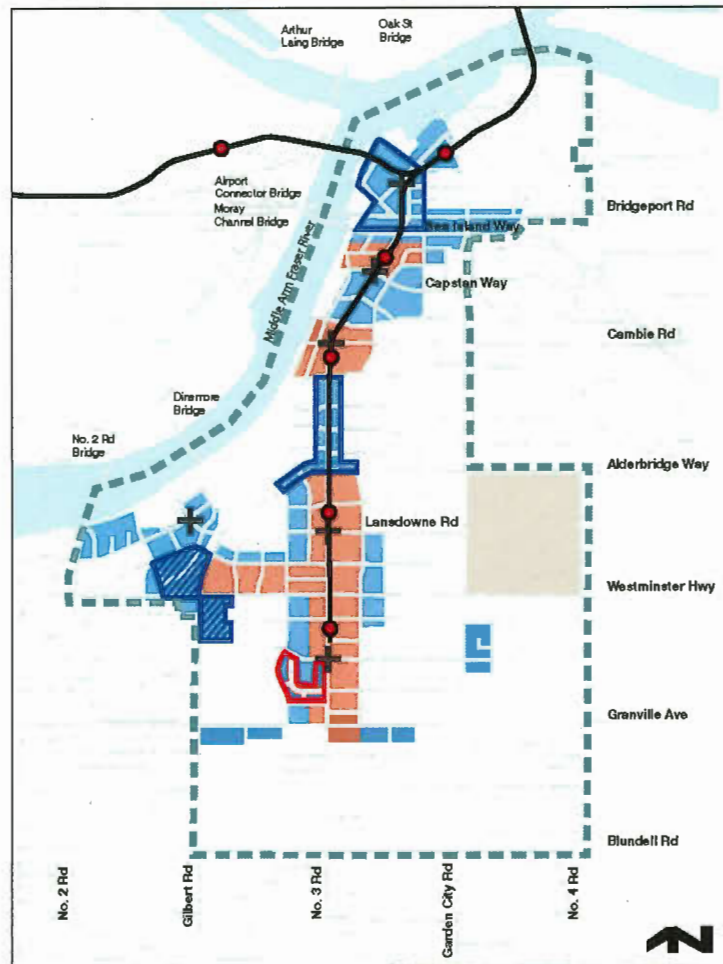 Arthur
Laing Bridge
Oak St
Bridge
Airport
Connector Bridge
Moray
Channel Bridge
Bridgeport Rd
Sea Island Way
Middle Arm Fraser River
Capstan Way
Cambie Rd
Dinsmore
Bridge
No. 2 Rd
Bridge
Alderbridge Way
Lansdowne Rd
Westminster Hwy
Granville Ave
Blundell Rd
No. 2 Rd
Gilbert Rd
No. 3 Rd
Garden City Rd
No. 4 Rd
N